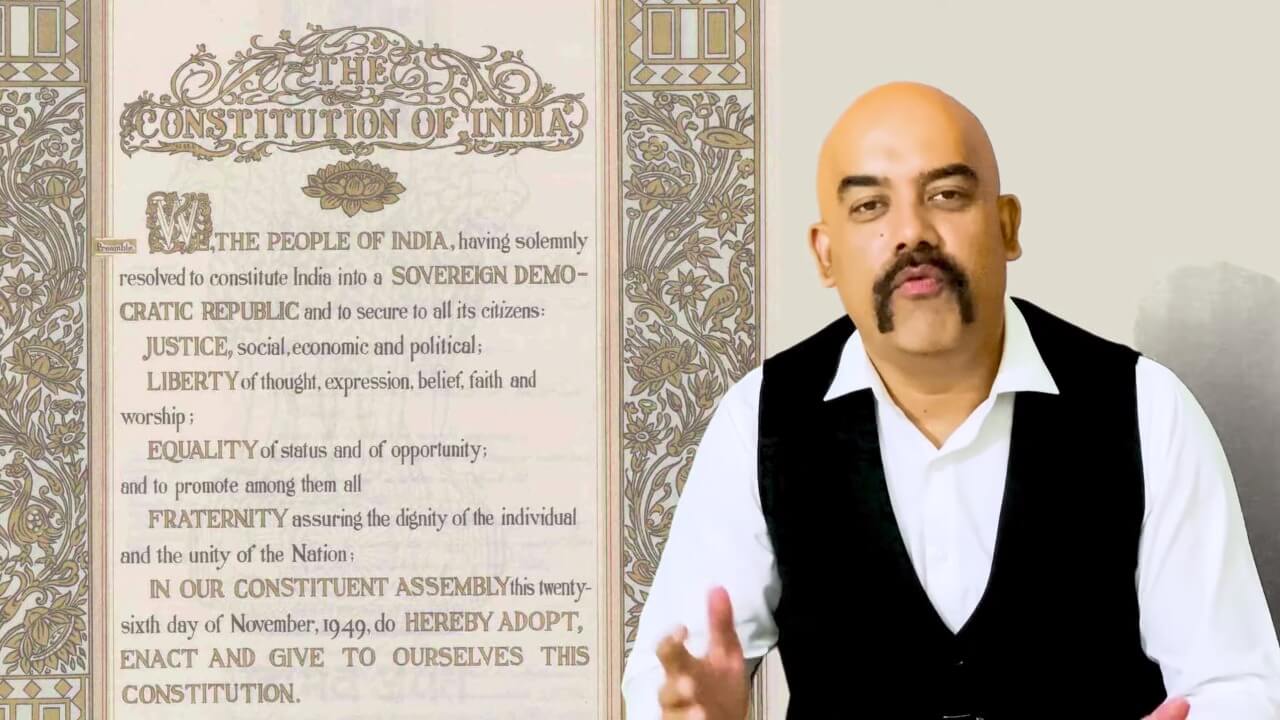 THE
CONSTITUTION OF INDIA
Preamble.
WE, THE PEOPLE OF INDIA, having solemnly
resolved to constitute India into a SOVEREIGN DEMO-
CRATIC REPUBLIC and to secure to all its citizens:
JUSTICE, social, economic and political;
LIBERTY of thought, expression, belief, faith and
worship;
EQUALITY of status and of opportunity;
and to promote among them all
FRATERNITY assuring the dignity of the individual
and the unity of the Nation;
IN OUR CONSTITUENT ASSEMBLY this twenty-
sixth day of November, 1949, do HEREBY ADOPT,
ENACT AND GIVE TO OURSELVES THIS
CONSTITUTION.